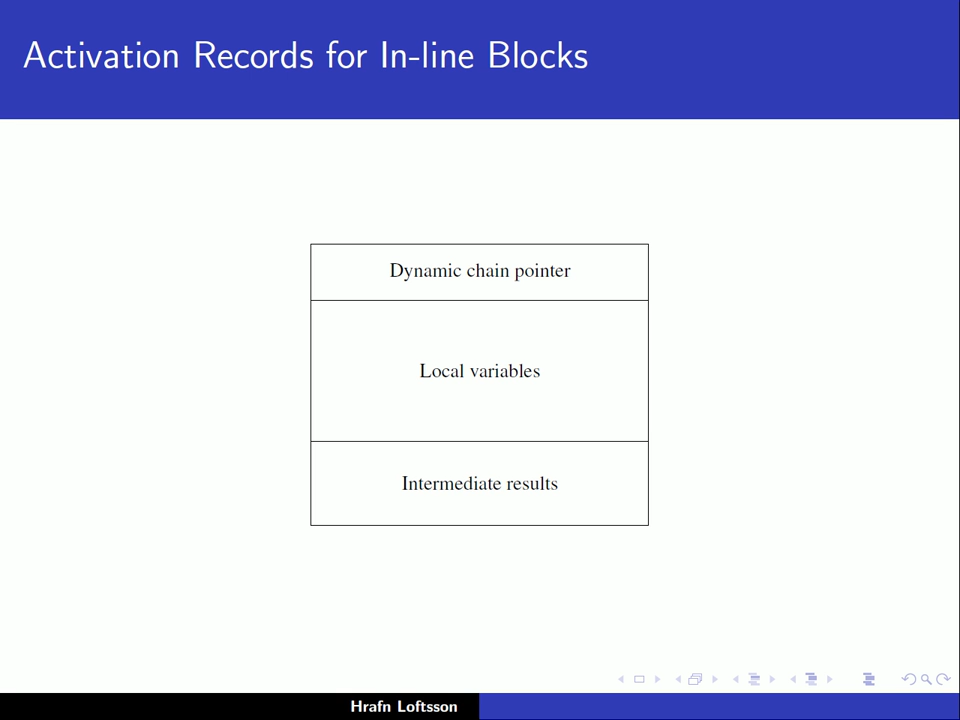 Activation Records for In-line Blocks
Dynamic chain pointer
Local variables
Intermediate results
Hrafn Loftsson